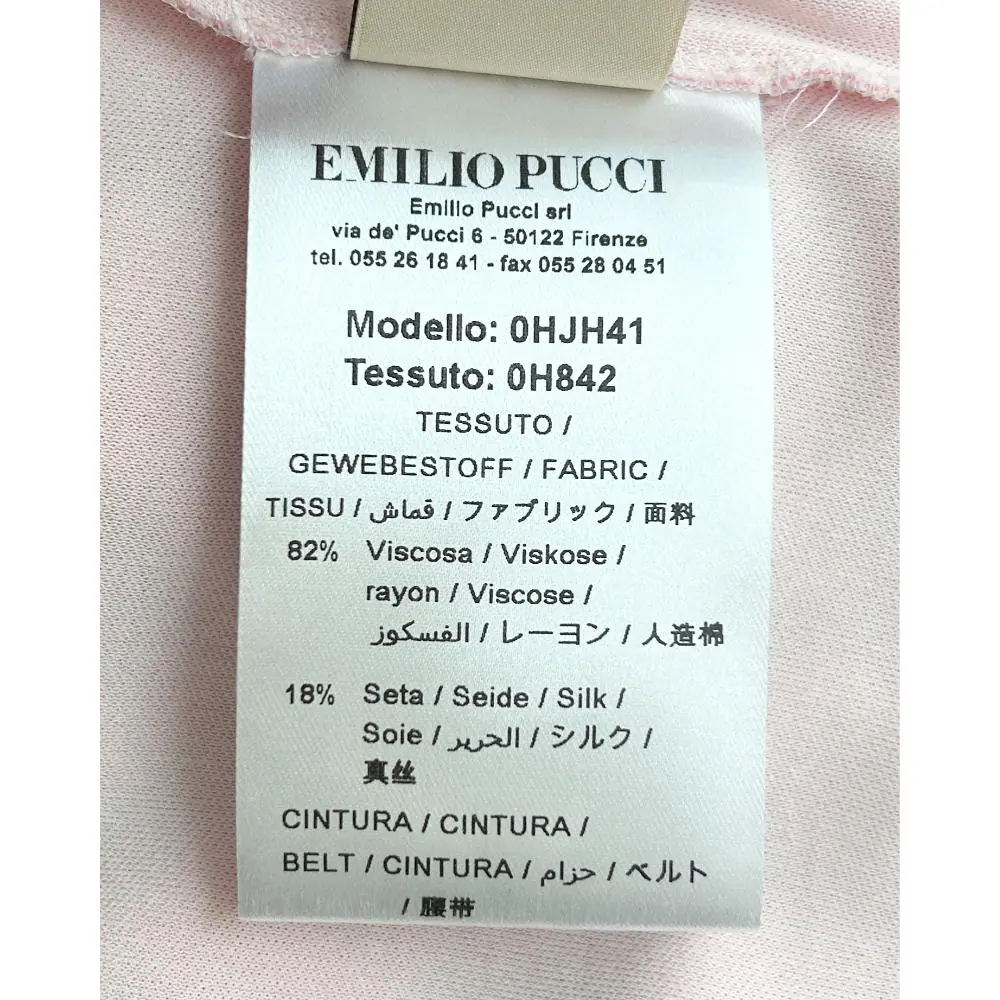 EMILIO PUCCI
Emilio Pucci srl
via de' Pucci 6 - 50122 Firenze
tel. 055 26 18 41 - fax 055 28 04 51
Modello: 0HJH41
Tessuto: 0H842
TESSUTO /
GEWEBESTOFF / FABRIC /
TISSU / قماش / ファブリック / 面料
82% Viscosa / Viskose /
rayon / Viscose /
الفسكوز / レーヨン / 人造棉
18% Seta / Seide / Silk /
Soie / الحرير / シルク /
真丝
CINTURA / CINTURA /
BELT / CINTURA / حزام / ベルト
/ 腰带